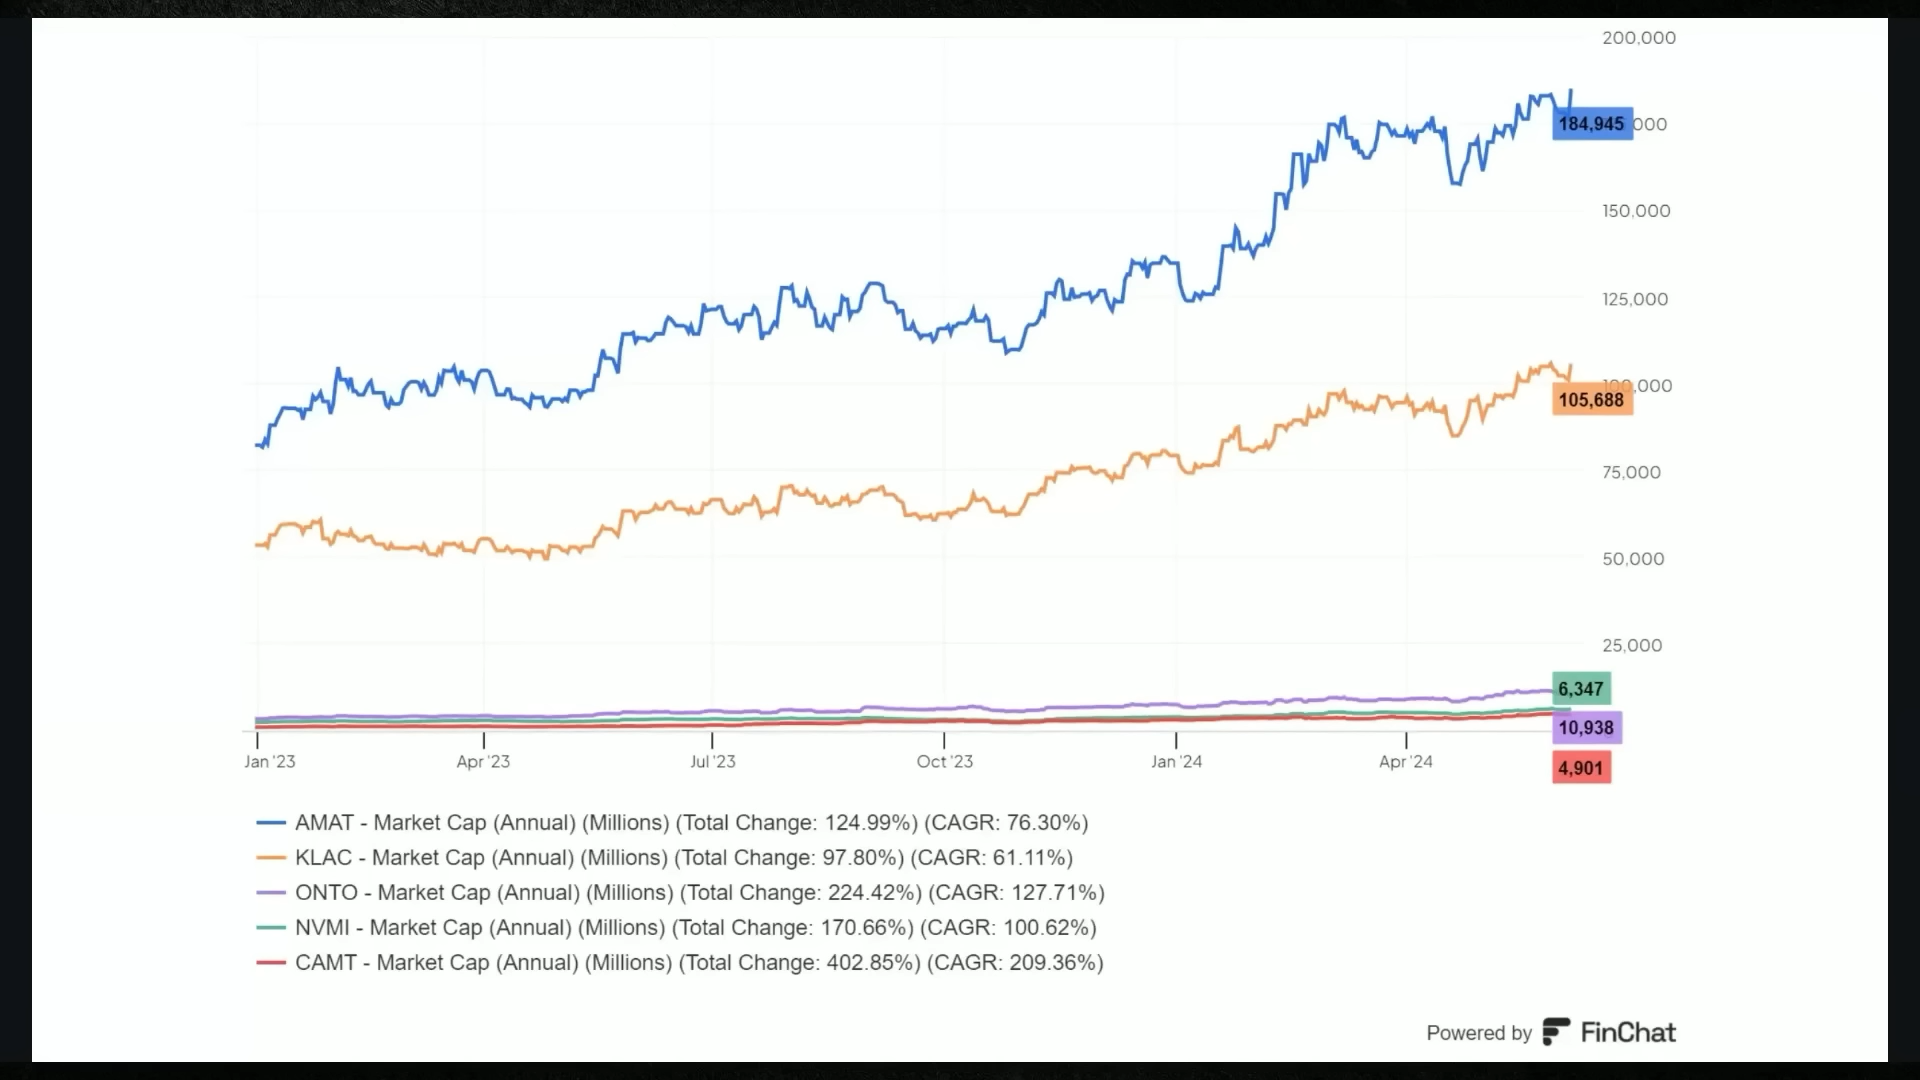 200,000
184,945
000
150,000
125,000
100,000
105,688
75,000
50,000
25,000
6,347
10,938
4,901
Jan '23
Apr '23
Jul '23
Oct '23
Jan '24
Apr '24
AMAT - Market Cap (Annual) (Millions) (Total Change: 124.99%) (CAGR: 76.30%)
KLAC - Market Cap (Annual) (Millions) (Total Change: 97.80%) (CAGR: 61.11%)
ONTO - Market Cap (Annual) (Millions) (Total Change: 224.42%) (CAGR: 127.71%)
NVMI - Market Cap (Annual) (Millions) (Total Change: 170.66%) (CAGR: 100.62%)
CAMT - Market Cap (Annual) (Millions) (Total Change: 402.85%) (CAGR: 209.36%)
Powered by FinChat